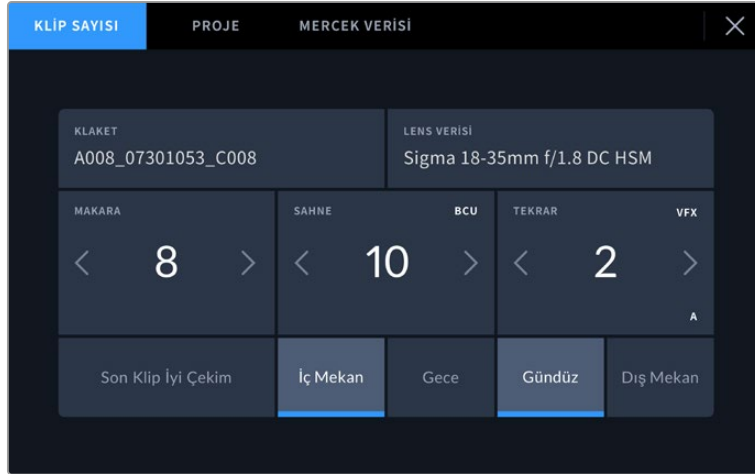 KLİP SAYISI PROJE MERCEK VERİSİ
KLAKET LENS VERİSİ
A008_07301053_C008 Sigma 18-35mm f/1.8 DC HSM
MAKARA SAHNE BCU TEKRAR VFX
8 10 2
A
Son Klip İyi Çekim İç Mekan Gece Gündüz Dış Mekan